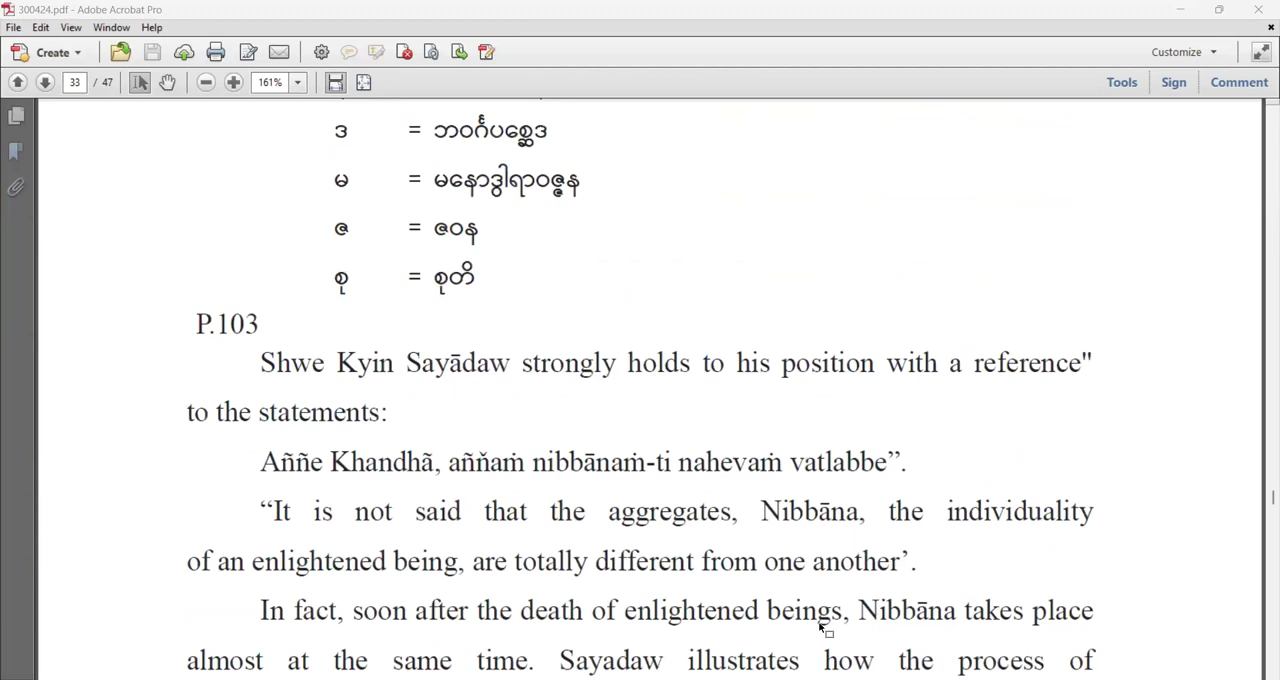 300424.pdf - Adobe Acrobat Pro
File Edit View Window Help
Create Customize
33 / 47 161% Tools Sign Comment
ဒ = ဘဝင်္ဂပစ္ဆေဒ
မ = မနောဒွါရာဝဇ္ဇန
ဇ = ဇဝန
စု = စုတိ
P.103
Shwe Kyin Sayādaw strongly holds to his position with a reference"
to the statements:
Aññe Khandhã, aññaṁ nibbānaṁ-ti nahevaṁ vatlabbe”.
“It is not said that the aggregates, Nibbāna, the individuality
of an enlightened being, are totally different from one another’.
In fact, soon after the death of enlightened beings, Nibbāna takes place
almost at the same time. Sayadaw illustrates how the process of